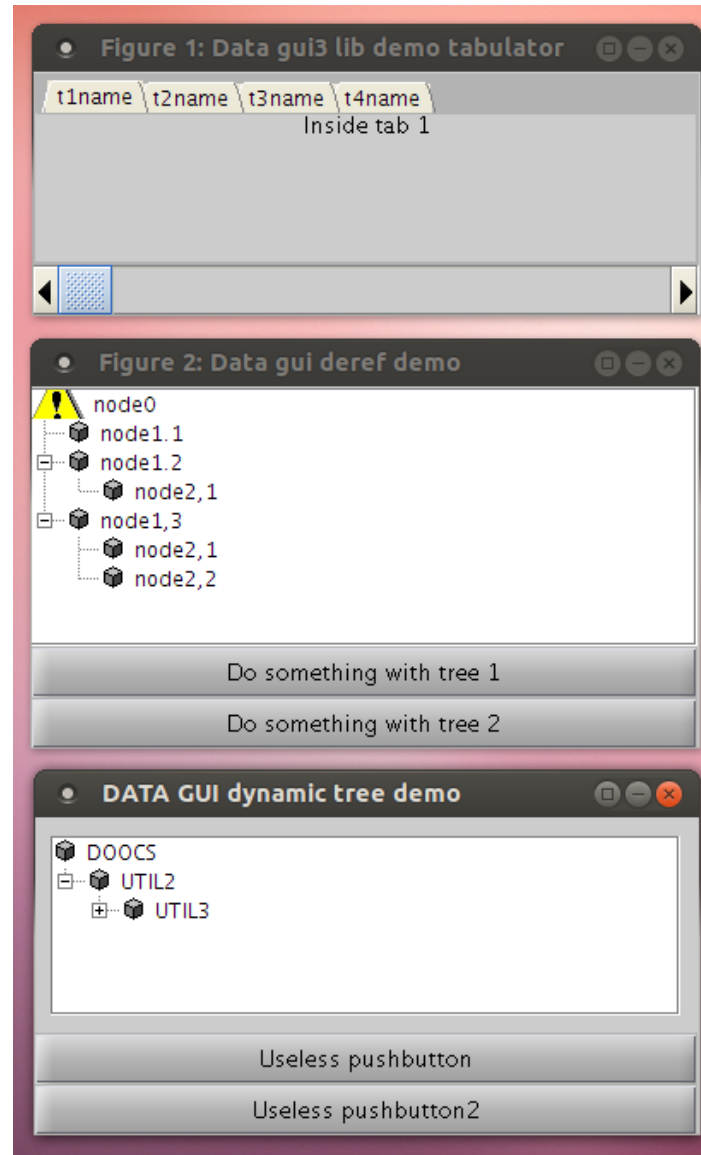 Figure 1: Data gui3 lib demo tabulator
t1name t2name t3name t4name
Inside tab 1
Figure 2: Data gui deref demo
node0
node1.1
node1.2
node2,1
node1,3
node2,1
node2,2
Do something with tree 1
Do something with tree 2
DATA GUI dynamic tree demo
DOOCS
UTIL2
UTIL3
Useless pushbutton
Useless pushbutton2